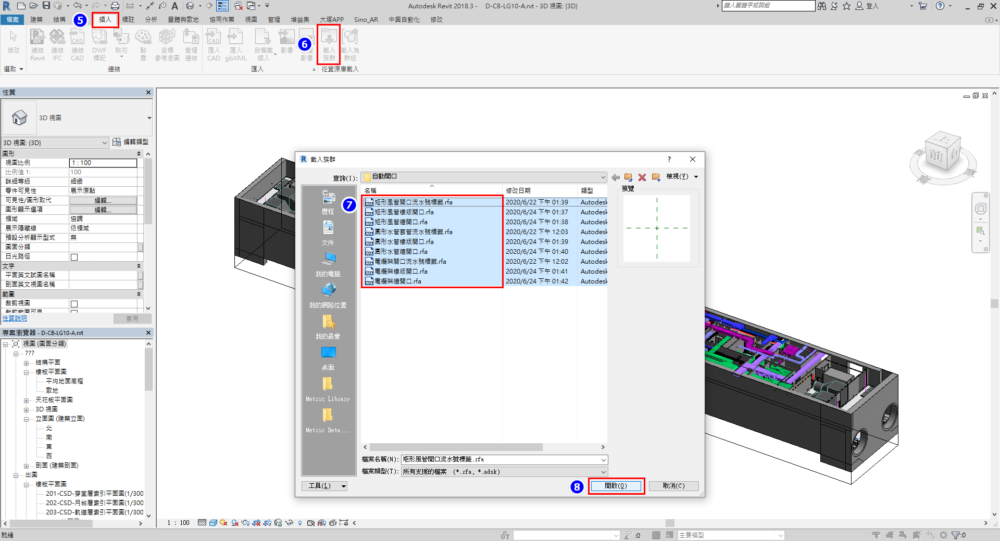 Autodesk Revit 2018.3 - D-CB-LG10-A.rvt - 3D 視圖: {3D}
鍵入關鍵字或詞組
登入
檔案 建築 結構 5 插入 標註 分析 量體與敷地 協同作業 視圖 管理 增益集 大塚APP Sino_AR 中興自動化 修改
修改
連結 Revit
連結 IFC
連結 CAD
DWF 標記
貼花
點 雲
座標 參考底圖
管理 連結
匯入 CAD
匯入 gbXML
自檔案 插入
影像
影像
6
載入 族群
載入為 群組
選取 連結 匯入 從資源庫載入
性質
3D 視圖
3D 視圖: {3D} 編輯類型
圖形
視圖比例 1 : 100
比例值 1: 100
詳細等級 細緻
零件可見性 展示原點
可見性/圖形取代 編輯...
圖形顯示選項 編輯...
領域 協調
展示隱藏線 依領域
預設分析顯示型式 無
圖面分類
日光路徑
文字
平面英文試圖名稱
剖面英文視圖名稱
範圍
裁剪視圖
裁剪範圍可見
性質說明 套用
專案瀏覽器 - D-CB-LG10-A.rvt
視圖 (圖面分類)
???
結構平面
樓板平面圖
平均地面高程
敷地
天花板平面圖
3D 視圖
立面圖 (建築立面)
北
南
東
西
剖面 (建築剖面)
出圖
樓板平面圖
201-CSD-穿堂層索引平面圖(1/300
202-CSD-月台層索引平面圖(1/300
203-CSD-軌道層索引平面圖(1/300
載入族群
?
查詢(I): 自動開口 檢視(V)
名稱 修改日期 類型 預覽
7
矩形風管開口流水號標籤.rfa 2020/6/22 下午 01:39 Autodesk
矩形風管樓版開口.rfa 2020/6/24 下午 01:37 Autodesk
矩形風管牆開口.rfa 2020/6/24 下午 01:38 Autodesk
圓形水管套管流水號標籤.rfa 2020/6/22 下午 12:03 Autodesk
圓形水管樓版開口.rfa 2020/6/24 下午 01:39 Autodesk
圓形水管牆開口.rfa 2020/6/24 下午 01:40 Autodesk
電纜架開口流水號標籤.rfa 2020/6/22 下午 12:02 Autodesk
電纜架樓版開口.rfa 2020/6/24 下午 01:41 Autodesk
電纜架牆開口.rfa 2020/6/24 下午 01:42 Autodesk
歷程
文件
我的電腦
我的網路位置
我的最愛
桌面
Metric Library
Metric Deta...
檔案名稱(N): 矩形風管開口流水號標籤.rfa
檔案類型(T): 所有支援的檔案 (*.rfa, *.adsk)
工具(L) 8 開啟(O) 取消(C)
上
前
右
1 : 100
就緒 :0 主要模型 :0